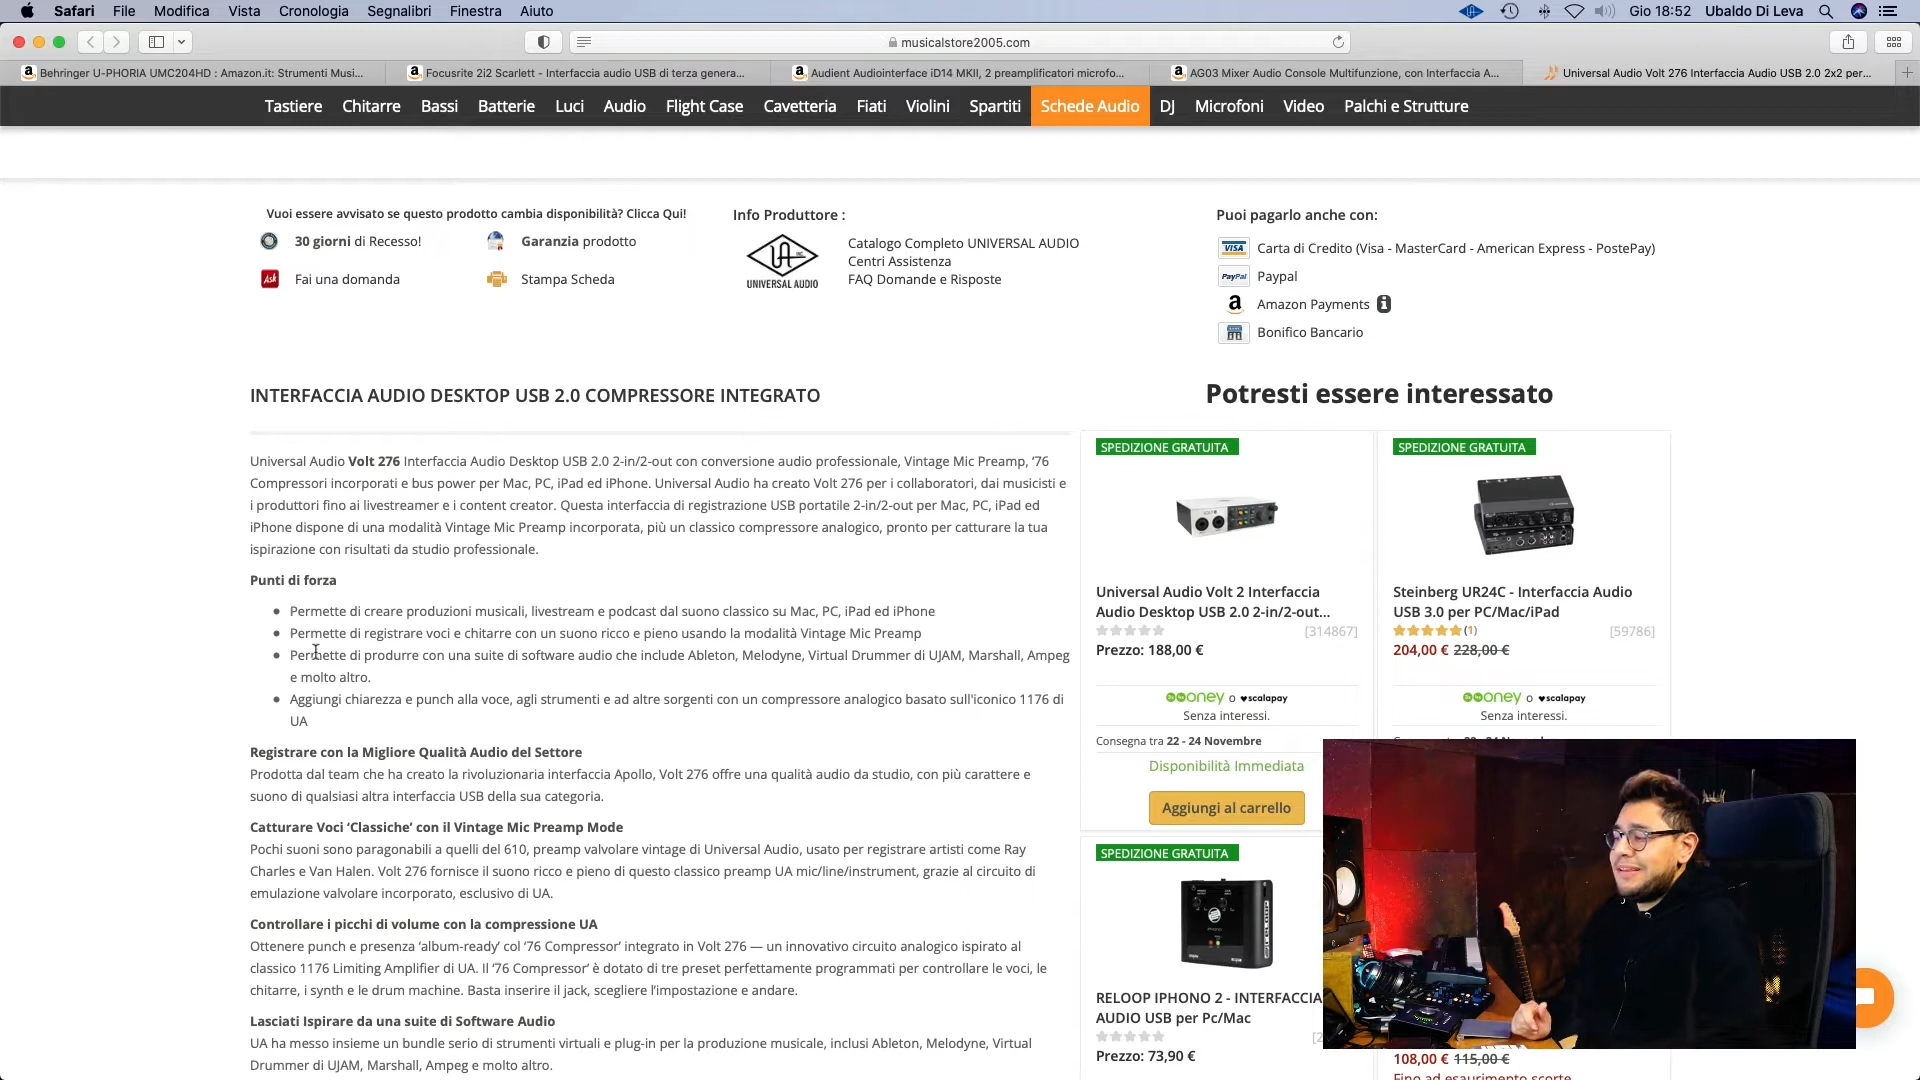 Safari File Modifica Vista Cronologia Segnalibri Finestra Aiuto Gio 18:52 Ubaldo Di Leva
musicalstore2005.com
Behringer U-PHORIA UMC204HD : Amazon.it: Strumenti Musi...
Focusrite 2i2 Scarlett - Interfaccia audio USB di terza genera...
Audient Audiointerface iD14 MKII, 2 preamplificatori microfo...
AG03 Mixer Audio Console Multifunzione, con Interfaccia A...
Universal Audio Volt 276 Interfaccia Audio USB 2.0 2x2 per...
Tastiere Chitarre Bassi Batterie Luci Audio Flight Case Cavetteria Fiati Violini Spartiti Schede Audio DJ Microfoni Video Palchi e Strutture
Vuoi essere avvisato se questo prodotto cambia disponibilità? Clicca Qui!
30 giorni di Recesso!
Garanzia prodotto
Ask
Fai una domanda
Stampa Scheda
Info Produttore :
UNIVERSAL AUDIO
Catalogo Completo UNIVERSAL AUDIO
Centri Assistenza
FAQ Domande e Risposte
Puoi pagarlo anche con:
VISA
Carta di Credito (Visa - MasterCard - American Express - PostePay)
PayPal
Paypal
Amazon Payments
Bonifico Bancario
INTERFACCIA AUDIO DESKTOP USB 2.0 COMPRESSORE INTEGRATO
Universal Audio Volt 276 Interfaccia Audio Desktop USB 2.0 2-in/2-out con conversione audio professionale, Vintage Mic Preamp, '76
Compressori incorporati e bus power per Mac, PC, iPad ed iPhone. Universal Audio ha creato Volt 276 per i collaboratori, dai musicisti e
i produttori fino ai livestreamer e i content creator. Questa interfaccia di registrazione USB portatile 2-in/2-out per Mac, PC, iPad ed
iPhone dispone di una modalità Vintage Mic Preamp incorporata, più un classico compressore analogico, pronto per catturare la tua
ispirazione con risultati da studio professionale.
Punti di forza
Permette di creare produzioni musicali, livestream e podcast dal suono classico su Mac, PC, iPad ed iPhone
Permette di registrare voci e chitarre con un suono ricco e pieno usando la modalità Vintage Mic Preamp
Permette di produrre con una suite di software audio che include Ableton, Melodyne, Virtual Drummer di UJAM, Marshall, Ampeg
e molto altro.
Aggiungi chiarezza e punch alla voce, agli strumenti e ad altre sorgenti con un compressore analogico basato sull'iconico 1176 di
UA
Registrare con la Migliore Qualità Audio del Settore
Prodotta dal team che ha creato la rivoluzionaria interfaccia Apollo, Volt 276 offre una qualità audio da studio, con più carattere e
suono di qualsiasi altra interfaccia USB della sua categoria.
Catturare Voci ‘Classiche’ con il Vintage Mic Preamp Mode
Pochi suoni sono paragonabili a quelli del 610, preamp valvolare vintage di Universal Audio, usato per registrare artisti come Ray
Charles e Van Halen. Volt 276 fornisce il suono ricco e pieno di questo classico preamp UA mic/line/instrument, grazie al circuito di
emulazione valvolare incorporato, esclusivo di UA.
Controllare i picchi di volume con la compressione UA
Ottenere punch e presenza ‘album-ready’ col ’76 Compressor’ integrato in Volt 276 — un innovativo circuito analogico ispirato al
classico 1176 Limiting Amplifier di UA. Il ’76 Compressor’ è dotato di tre preset perfettamente programmati per controllare le voci, le
chitarre, i synth e le drum machine. Basta inserire il jack, scegliere l’impostazione e andare.
Lasciati Ispirare da una suite di Software Audio
UA ha messo insieme un bundle serio di strumenti virtuali e plug-in per la produzione musicale, inclusi Ableton, Melodyne, Virtual
Drummer di UJAM, Marshall, Ampeg e molto altro.
Potresti essere interessato
SPEDIZIONE GRATUITA
Universal Audio Volt 2 Interfaccia
Audio Desktop USB 2.0 2-in/2-out...
[314867]
Prezzo: 188,00 €
oney o scalapay
Senza interessi.
Consegna tra 22 - 24 Novembre
Disponibilità Immediata
Aggiungi al carrello
SPEDIZIONE GRATUITA
Steinberg UR24C - Interfaccia Audio
USB 3.0 per PC/Mac/iPad
(1) [59786]
204,00 € 228,00 €
oney o scalapay
Senza interessi.
SPEDIZIONE GRATUITA
RELOOP IPHONO 2 - INTERFACCIA
AUDIO USB per Pc/Mac
Prezzo: 73,90 €
108,00 € 115,00 €
Fino ad esaurimento scorte